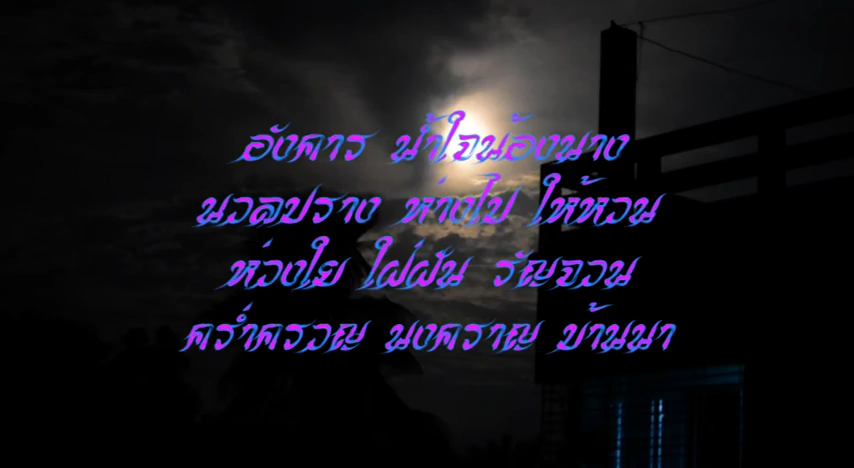 อังคาร น้ำใจน้องนาง
นวลปราง ห่างไป ให้หวน
ห่วงใย ใฝ่ฝัน รัญจวน
คร่ำครวญ นงคราญ บ้านนา